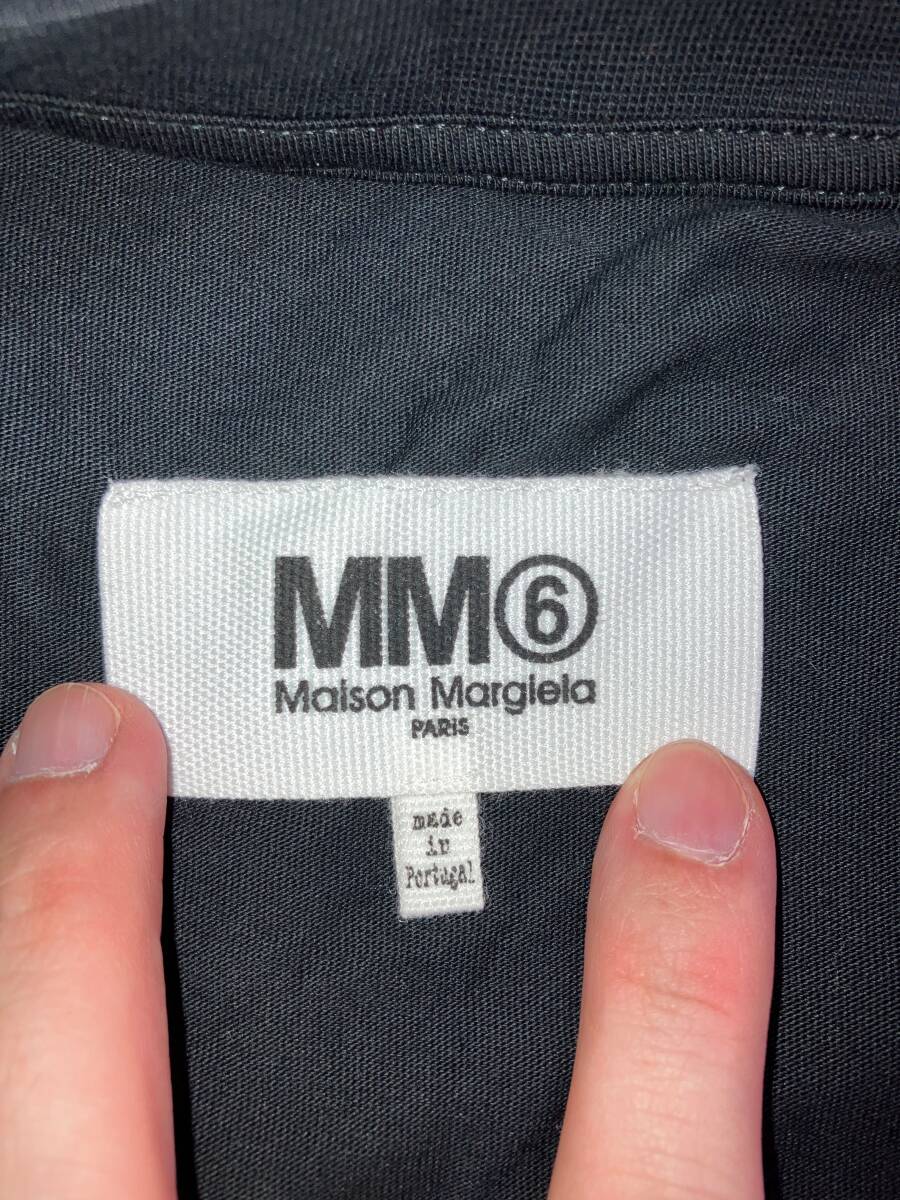 MM⑥
Maison Margiela
PARIS
made
in
Portugal